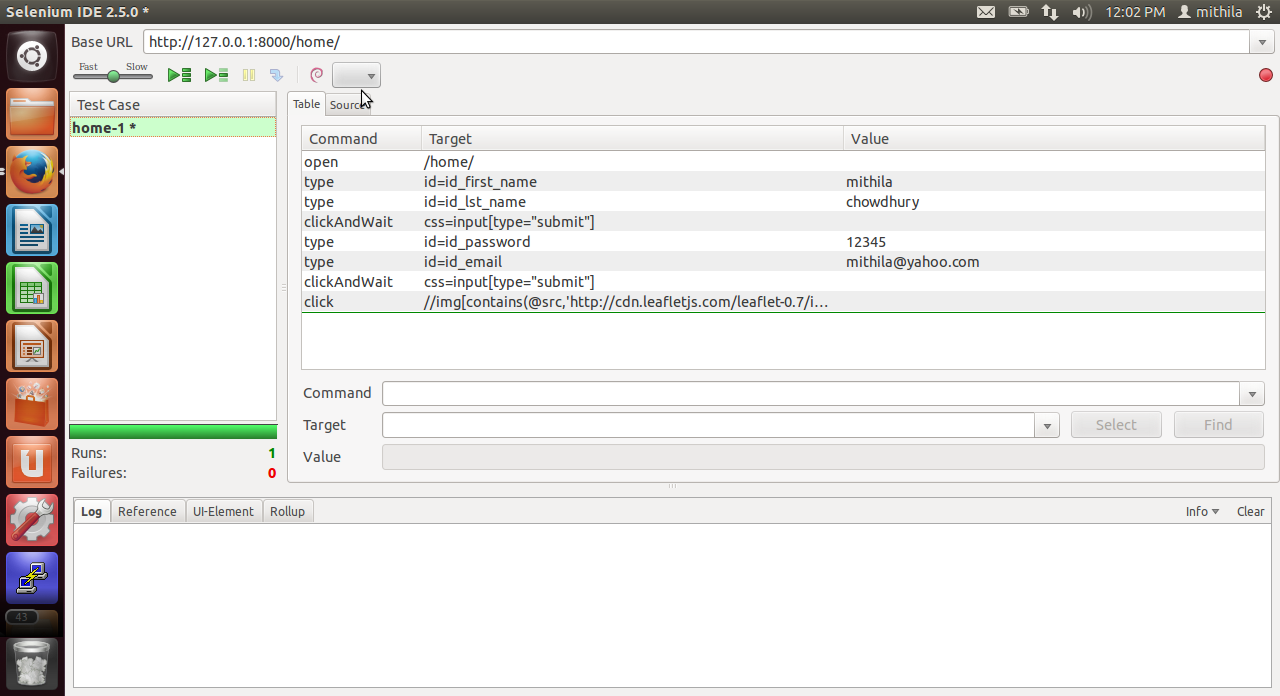 Selenium IDE 2.5.0 * 12:02 PM mithila
Base URL http://127.0.0.1:8000/home/
Fast Slow
Test Case
home-1 *
Runs: 1
Failures: 0
Table Source
Command Target Value
open /home/
type id=id_first_name mithila
type id=id_lst_name chowdhury
clickAndWait css=input[type="submit"]
type id=id_password 12345
type id=id_email mithila@yahoo.com
clickAndWait css=input[type="submit"]
click //img[contains(@src,'http://cdn.leafletjs.com/leaflet-0.7/i...
Command
Target Select Find
Value
Log Reference UI-Element Rollup Info Clear
43